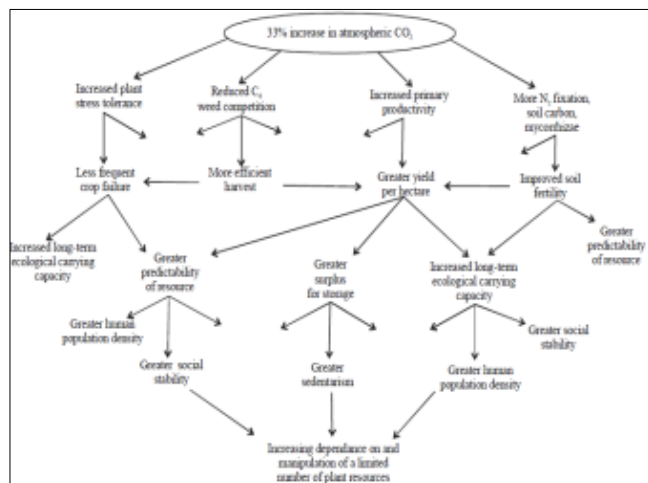 33% increase in atmospheric CO₂
Increased plant
stress tolerance
Reduced C₄
weed competition
Increased primary
productivity
More N₂ fixation,
soil carbon,
mycorrhizae
Less frequent
crop failure
More efficient
harvest
Greater yield
per hectare
Improved soil
fertility
Increased long-term
ecological carrying
capacity
Greater
predictability
of resource
Greater
surplus
for storage
Increased long-term
ecological carrying
capacity
Greater
predictability
of resource
Greater human
population density
Greater social
stability
Greater social
stability
Greater
sedentarism
Greater human
population density
Increasing dependance on and
manipulation of a limited
number of plant resources